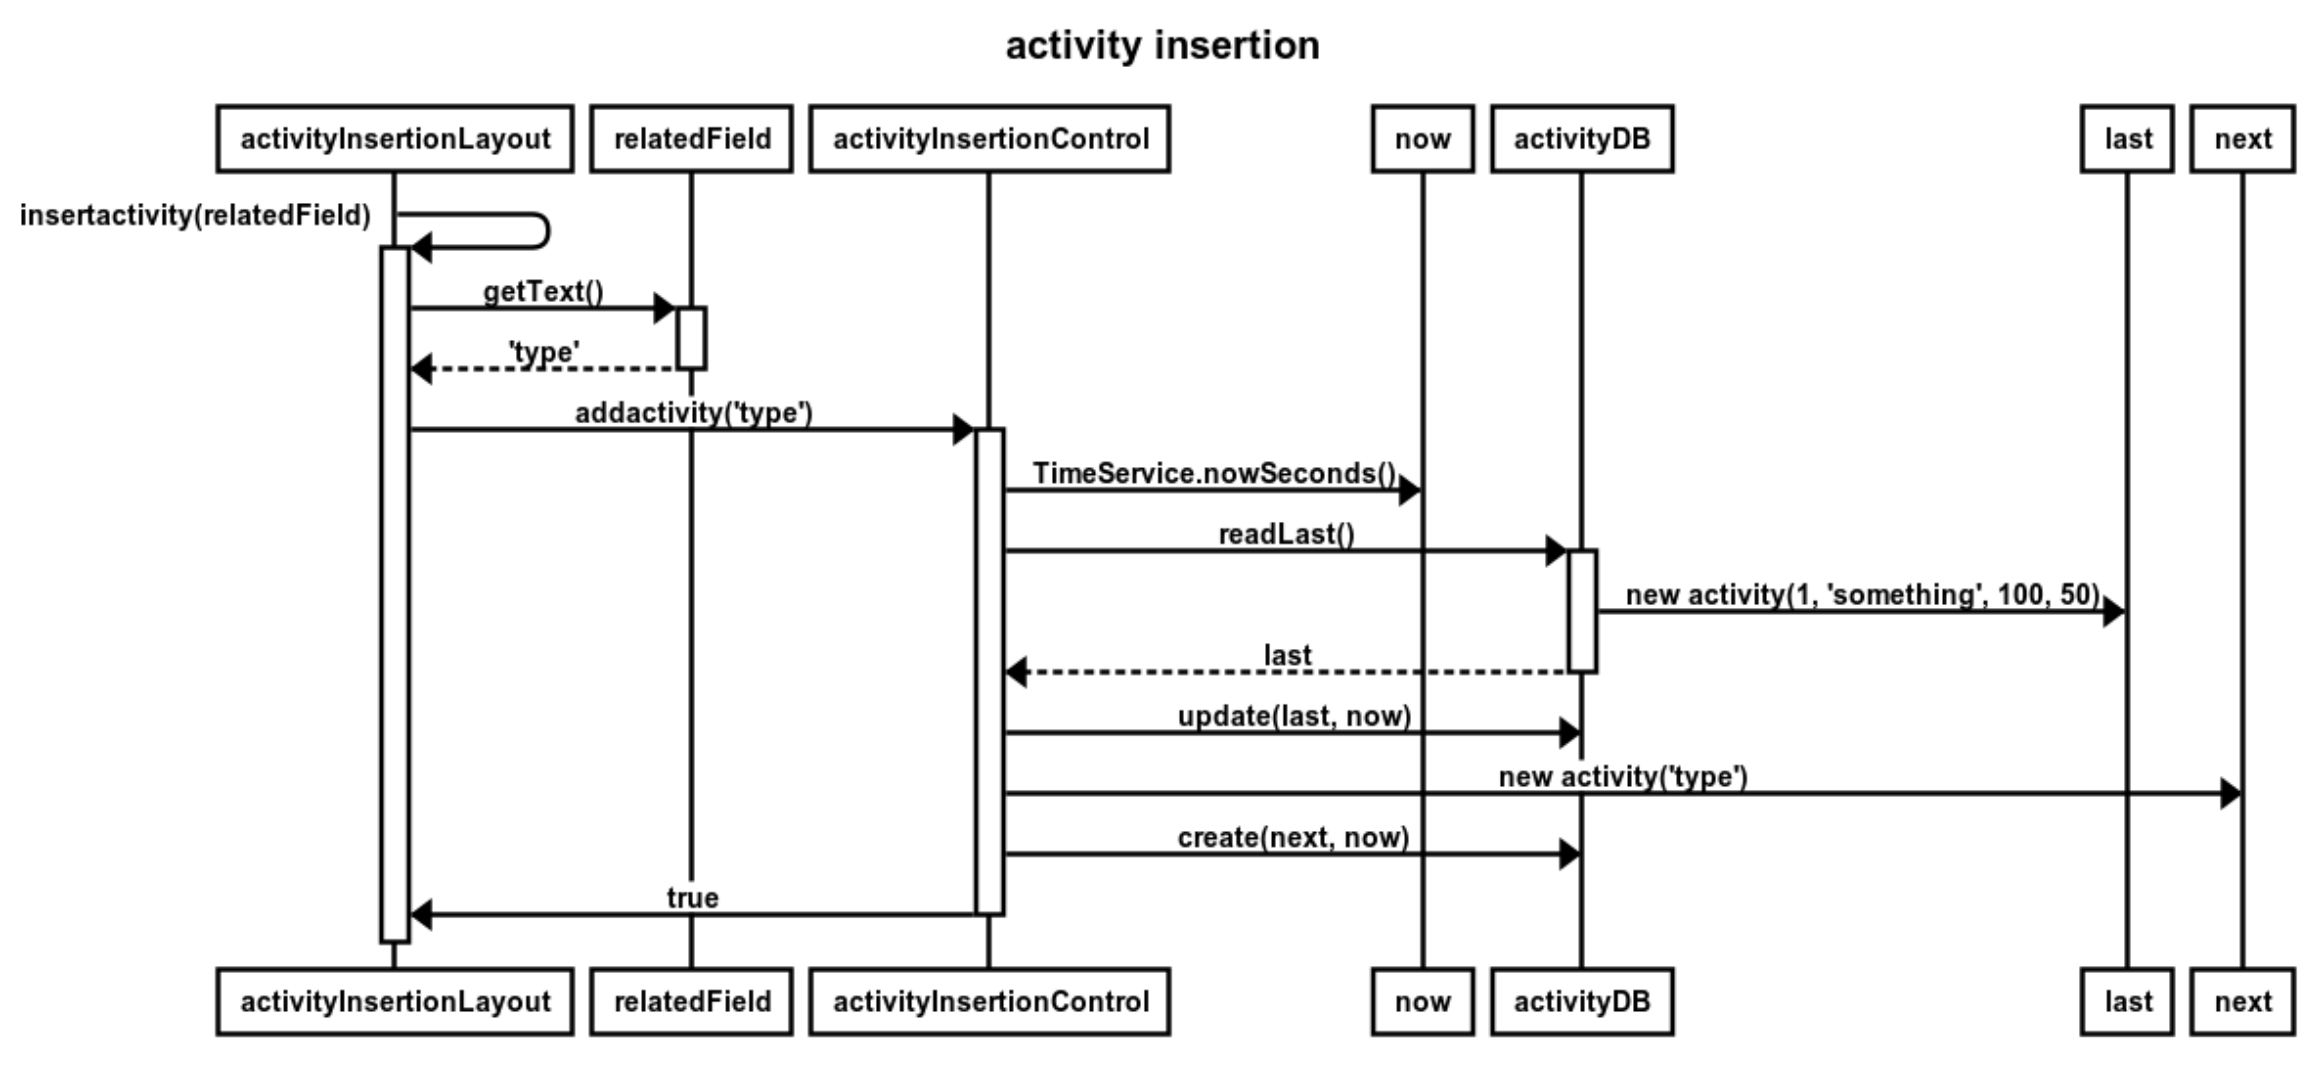 activity insertion
activityInsertionLayout
relatedField
activityInsertionControl
now
activityDB
last
next
insertactivity(relatedField)
getText()
'type'
addactivity('type')
TimeService.nowSeconds()
readLast()
new activity(1, 'something', 100, 50)
last
update(last, now)
new activity('type')
create(next, now)
true
activityInsertionLayout
relatedField
activityInsertionControl
now
activityDB
last
next